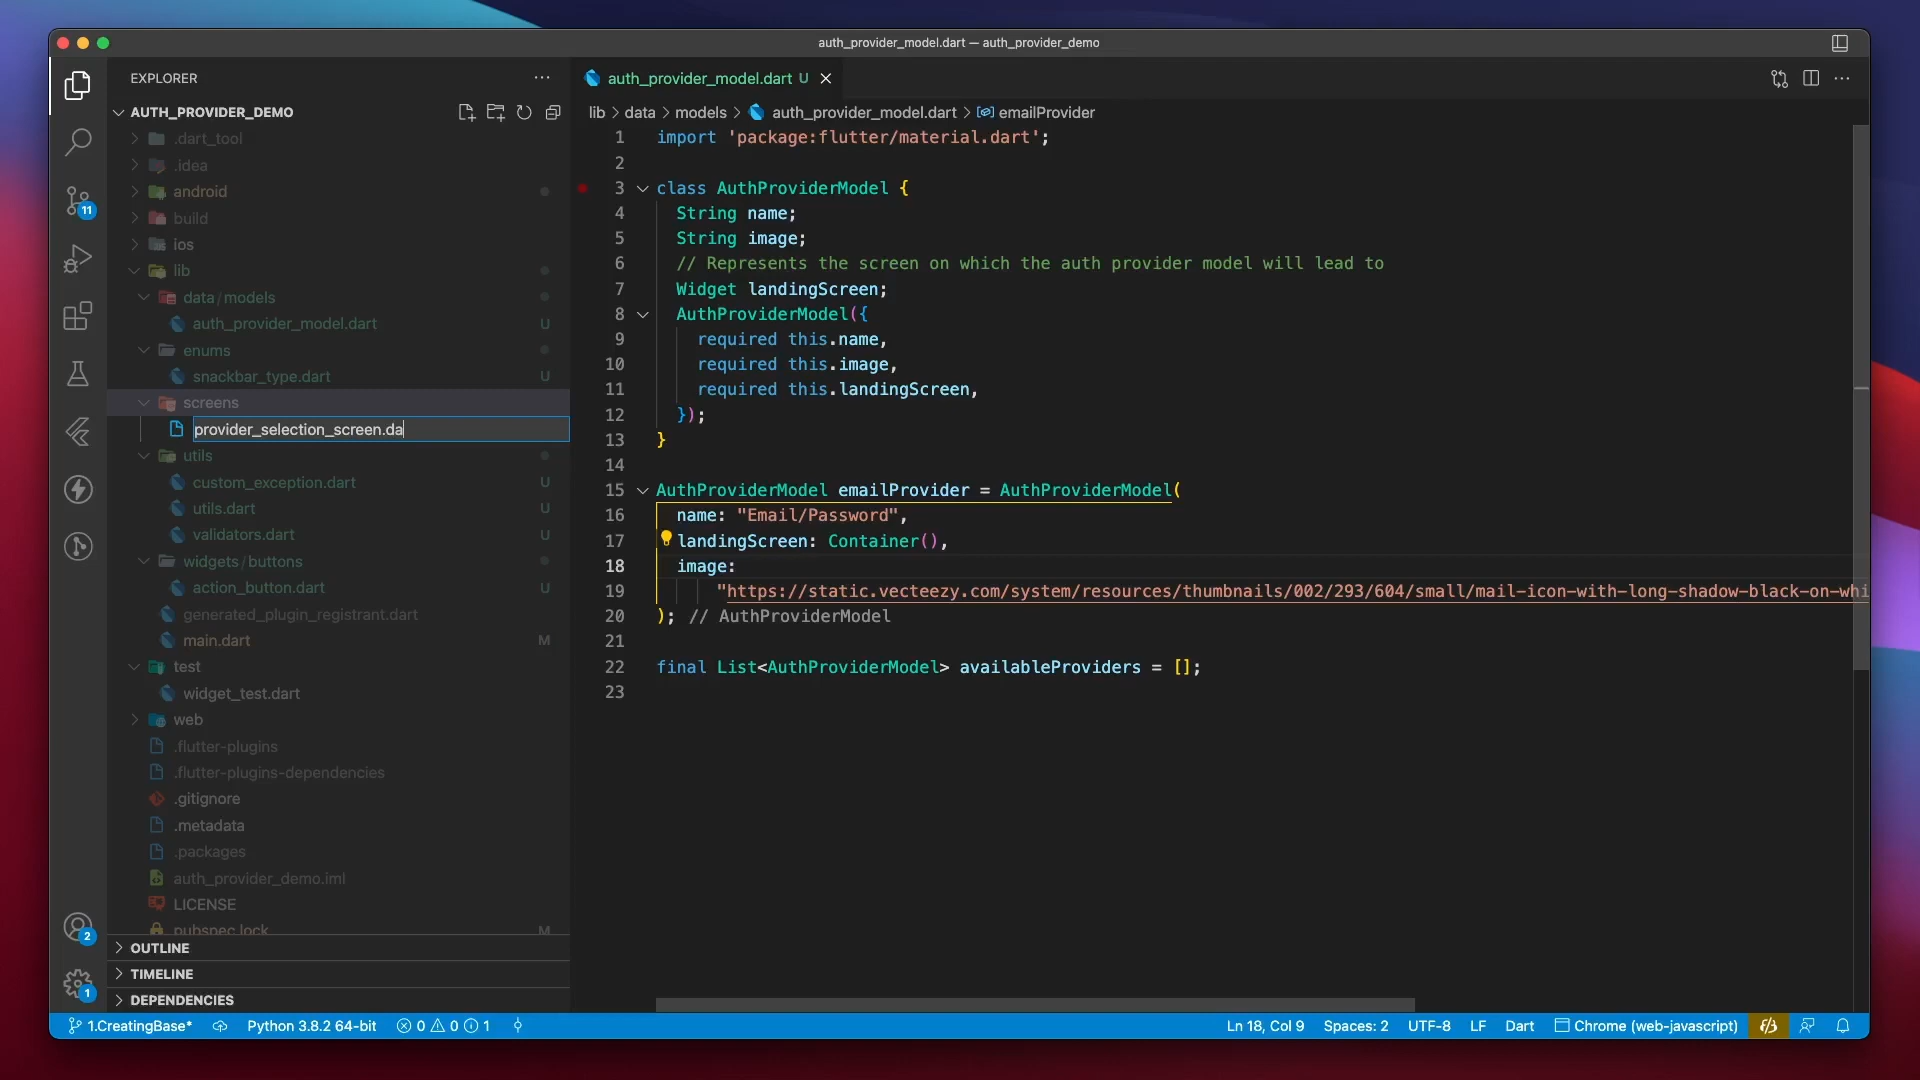 auth_provider_model.dart — auth_provider_demo
EXPLORER
AUTH_PROVIDER_DEMO
.dart_tool
.idea
android
build
ios
lib
data/models
auth_provider_model.dart U
enums
snackbar_type.dart U
screens
provider_selection_screen.da
utils
custom_exception.dart U
utils.dart U
validators.dart U
widgets/buttons
action_button.dart U
generated_plugin_registrant.dart
main.dart M
test
widget_test.dart
web
.flutter-plugins
.flutter-plugins-dependencies
.gitignore
.metadata
.packages
auth_provider_demo.iml
LICENSE
pubspec.lock M
OUTLINE
TIMELINE
DEPENDENCIES
11
2
1
auth_provider_model.dart U
lib > data > models > auth_provider_model.dart > emailProvider
1 import 'package:flutter/material.dart';
2
3 class AuthProviderModel {
4 String name;
5 String image;
6 // Represents the screen on which the auth provider model will lead to
7 Widget landingScreen;
8 AuthProviderModel({
9 required this.name,
10 required this.image,
11 required this.landingScreen,
12 });
13 }
14
15 AuthProviderModel emailProvider = AuthProviderModel(
16 name: "Email/Password",
17 landingScreen: Container(),
18 image:
19 "https://static.vecteezy.com/system/resources/thumbnails/002/293/604/small/mail-icon-with-long-shadow-black-on-whi
20 ); // AuthProviderModel
21
22 final List<AuthProviderModel> availableProviders = [];
23
1.CreatingBase* Python 3.8.2 64-bit 0 0 1 Ln 18, Col 9 Spaces: 2 UTF-8 LF Dart Chrome (web-javascript)